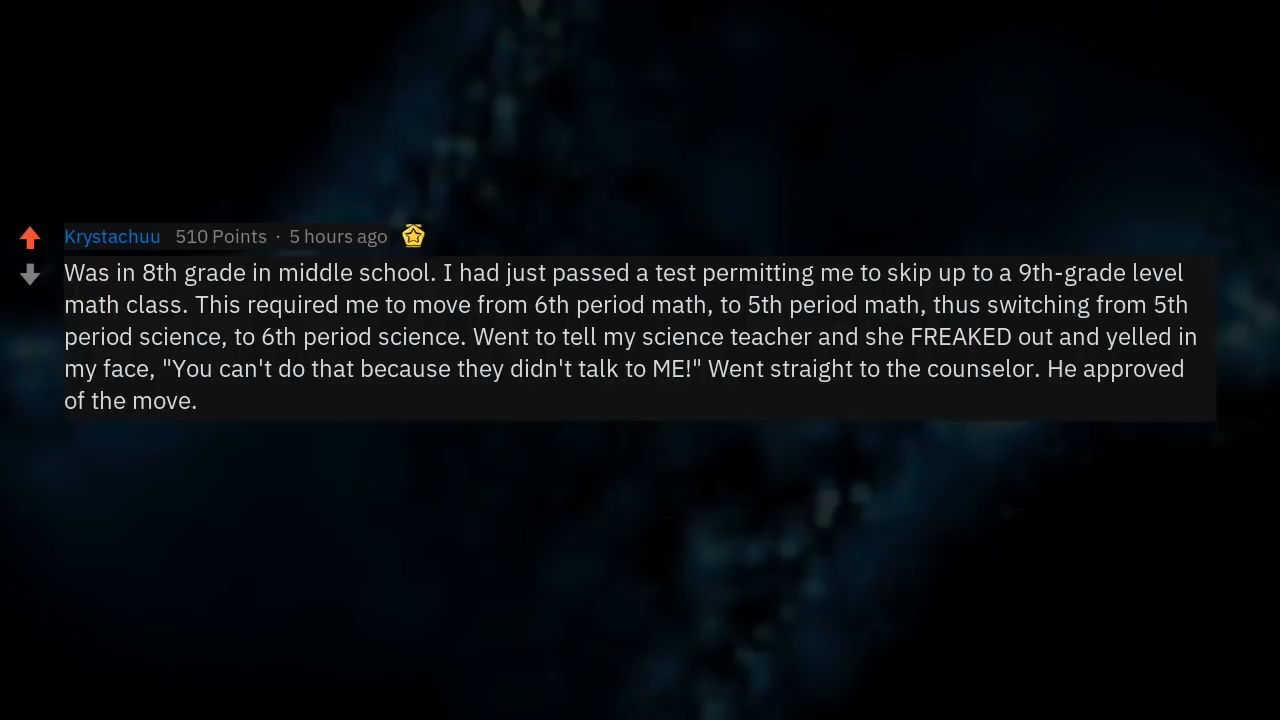 Krystachuu 510 Points · 5 hours ago
Was in 8th grade in middle school. I had just passed a test permitting me to skip up to a 9th-grade level
math class. This required me to move from 6th period math, to 5th period math, thus switching from 5th
period science, to 6th period science. Went to tell my science teacher and she FREAKED out and yelled in
my face, "You can't do that because they didn't talk to ME!" Went straight to the counselor. He approved
of the move.